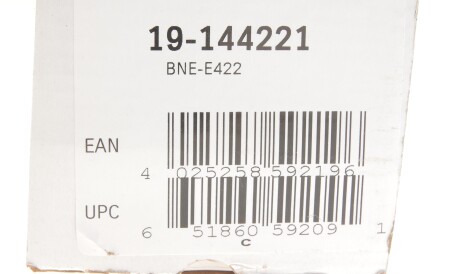 19-144221
BNE-E422
EAN
4 025258 592196
UPC
6 51860 59209 1
C